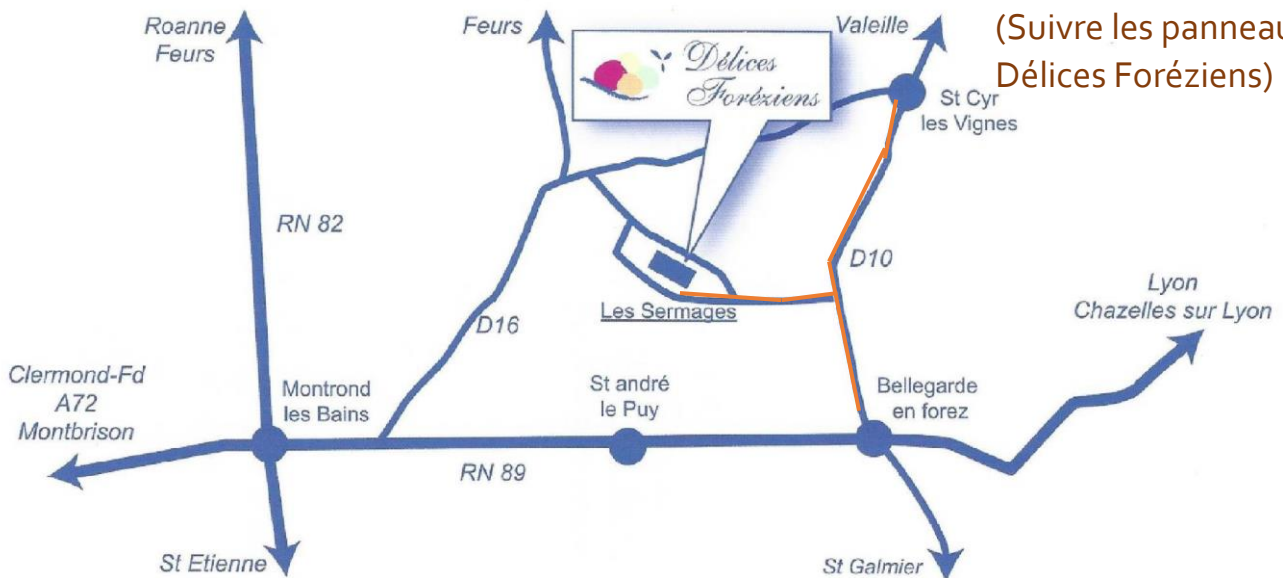 Roanne
Feurs
Feurs
Délices
Foréziens
Valeille
(Suivre les panneau
Délices Foréziens)
St Cyr
les Vignes
RN 82
D10
Lyon
Chazelles sur Lyon
Les Sermages
D16
Clermond-Fd
A72
Montbrison
Montrond
les Bains
St andré
le Puy
Bellegarde
en forez
RN 89
St Etienne
St Galmier